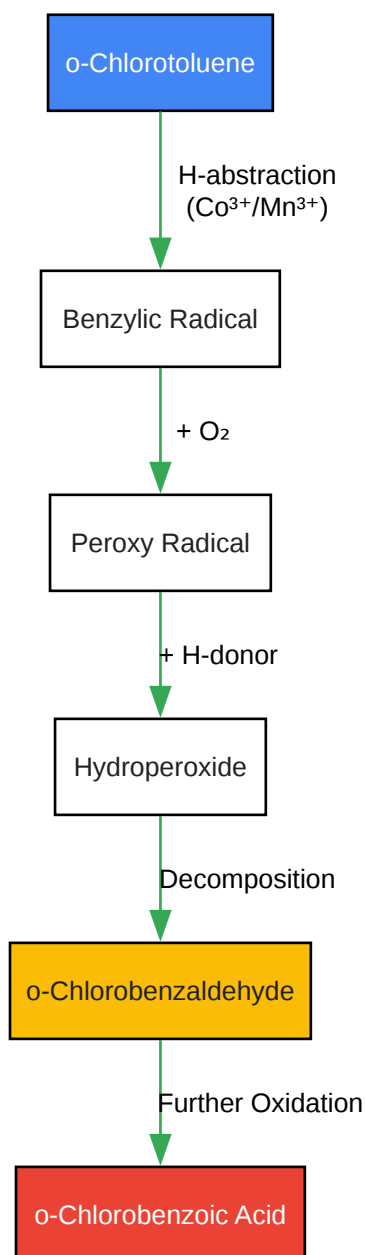 o-Chlorotoluene
H-abstraction
(Co³⁺/Mn³⁺)
Benzylic Radical
+ O₂
Peroxy Radical
+ H-donor
Hydroperoxide
Decomposition
o-Chlorobenzaldehyde
Further Oxidation
o-Chlorobenzoic Acid